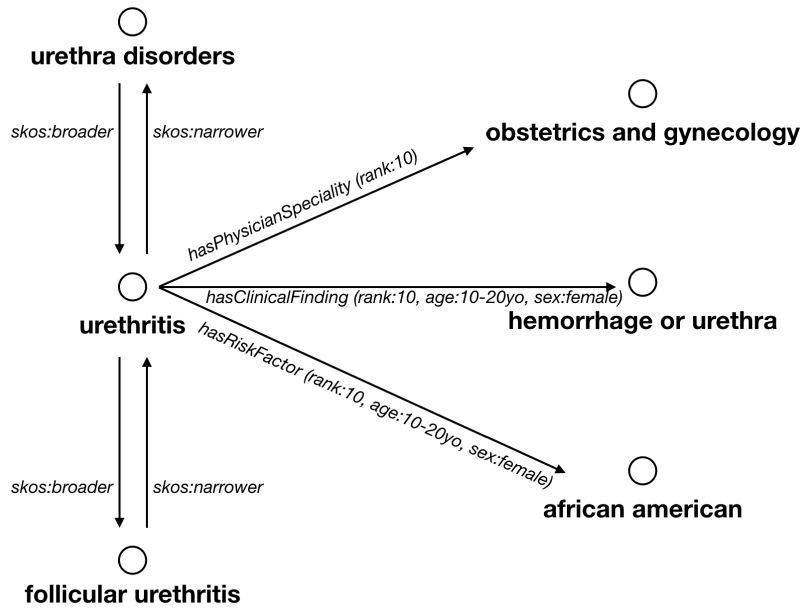 urethra disorders
skos:broader
skos:narrower
obstetrics and gynecology
hasPhysicianSpeciality (rank:10)
hasClinicalFinding (rank:10, age:10-20yo, sex:female)
urethritis
hemorrhage or urethra
hasRiskFactor (rank:10, age:10-20yo, sex:female)
skos:broader
skos:narrower
african american
follicular urethritis